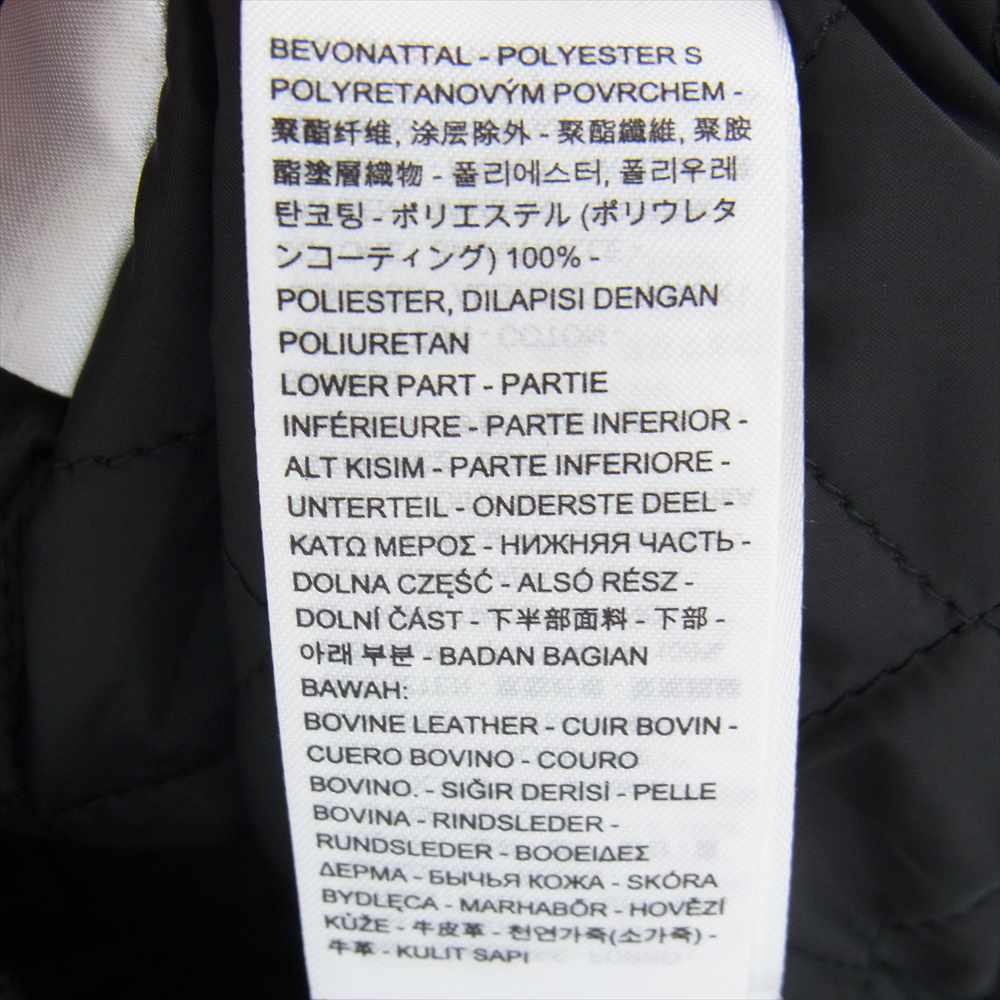 BEVONATTAL - POLYESTER S
POLYRETANOVÝM POVRCHEM -
聚酯纤维, 涂层除外 - 聚酯纖維, 聚胺
酯塗層織物 - 폴리에스터, 폴리우레
탄코팅 - ポリエステル (ポリウレタ
ンコーティング) 100% -
POLIESTER, DILAPISI DENGAN
POLIURETAN
LOWER PART - PARTIE
INFÉRIEURE - PARTE INFERIOR -
ALT KISIM - PARTE INFERIORE -
UNTERTEIL - ONDERSTE DEEL -
ΚΑΤΩ ΜΕΡΟΣ - НИЖНЯЯ ЧАСТЬ -
DOLNA CZĘŚĆ - ALSÓ RÉSZ -
DOLNÍ ČÁST - 下半部面料 - 下部 -
아래 부분 - BADAN BAGIAN
BAWAH:
BOVINE LEATHER - CUIR BOVIN -
CUERO BOVINO - COURO
BOVINO. - SIĞIR DERİSİ - PELLE
BOVINA - RINDSLEDER -
RUNDSLEDER - ΒΟΟΕΙΔΕΣ
ΔΕΡΜΑ - БЫЧЬЯ КОЖА - SKÓRA
BYDLĘCA - MARHABŐR - HOVĚZÍ
KŮŽE - 牛皮革 - 천연가죽(소가죽) -
牛革 - KULIT SAPI